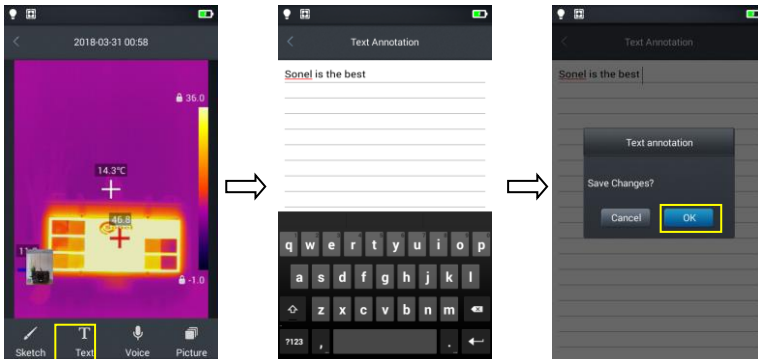 2018-03-31 00:58
36.0
14.3°C
46.8
-1.0
Sketch
Text
Voice
Picture
Text Annotation
Sonel is the best
q w e r t y u i o p
a s d f g h j k l
z x c v b n m
?123 , .
Text Annotation
Sonel is the best
Text annotation
Save Changes?
Cancel
OK